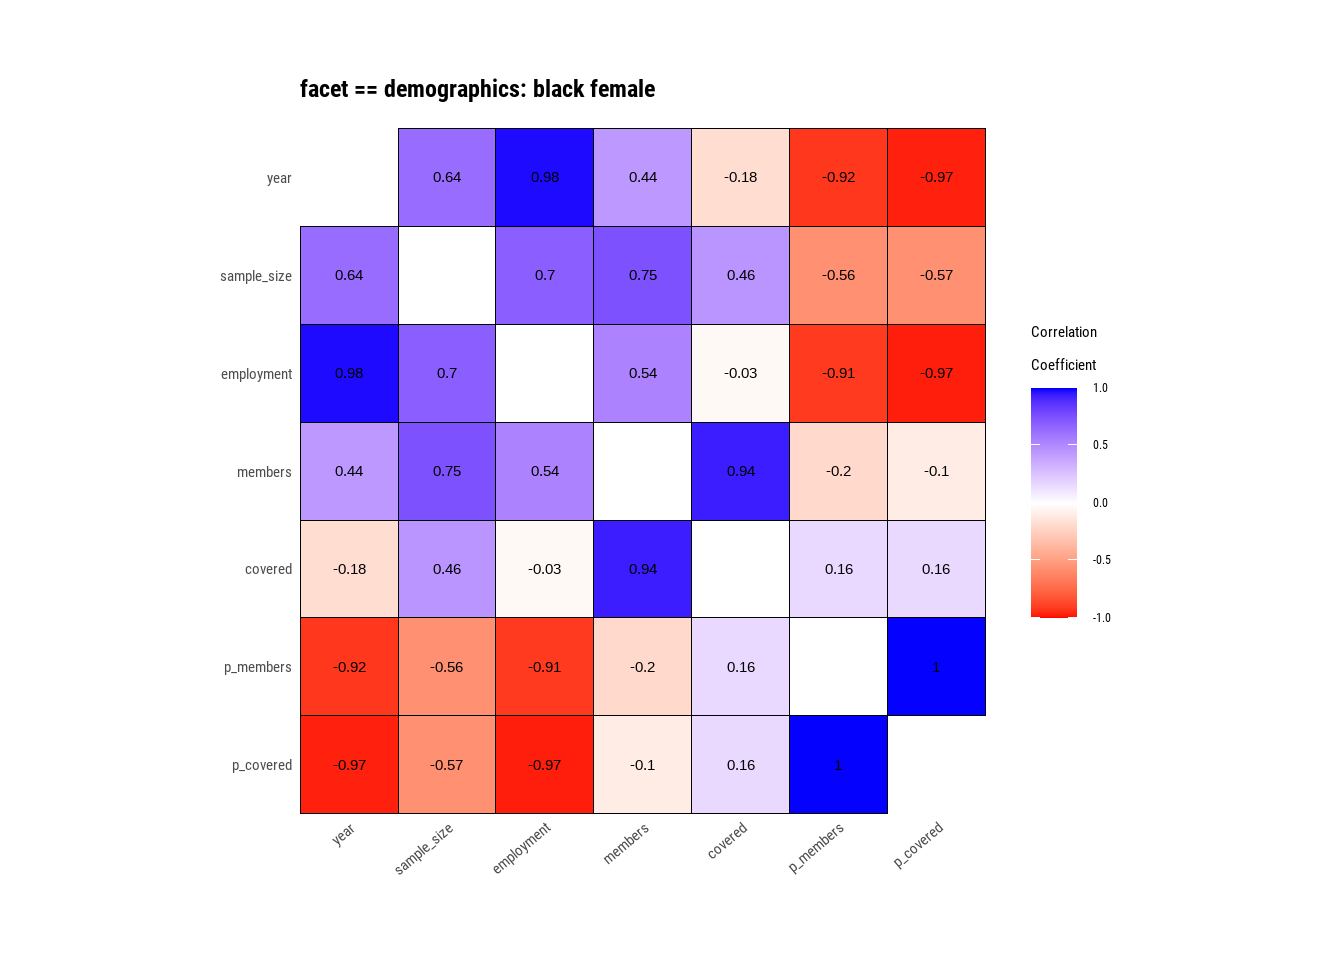 facet == demographics: black female
year 0.64 0.98 0.44 -0.18 -0.92 -0.97
sample_size 0.64 0.7 0.75 0.46 -0.56 -0.57
employment 0.98 0.7 0.54 -0.03 -0.91 -0.97
members 0.44 0.75 0.54 0.94 -0.2 -0.1
covered -0.18 0.46 -0.03 0.94 0.16 0.16
p_members -0.92 -0.56 -0.91 -0.2 0.16 1
p_covered -0.97 -0.57 -0.97 -0.1 0.16 1
year sample_size employment members covered p_members p_covered
Correlation
Coefficient
1.0
0.5
0.0
-0.5
-1.0